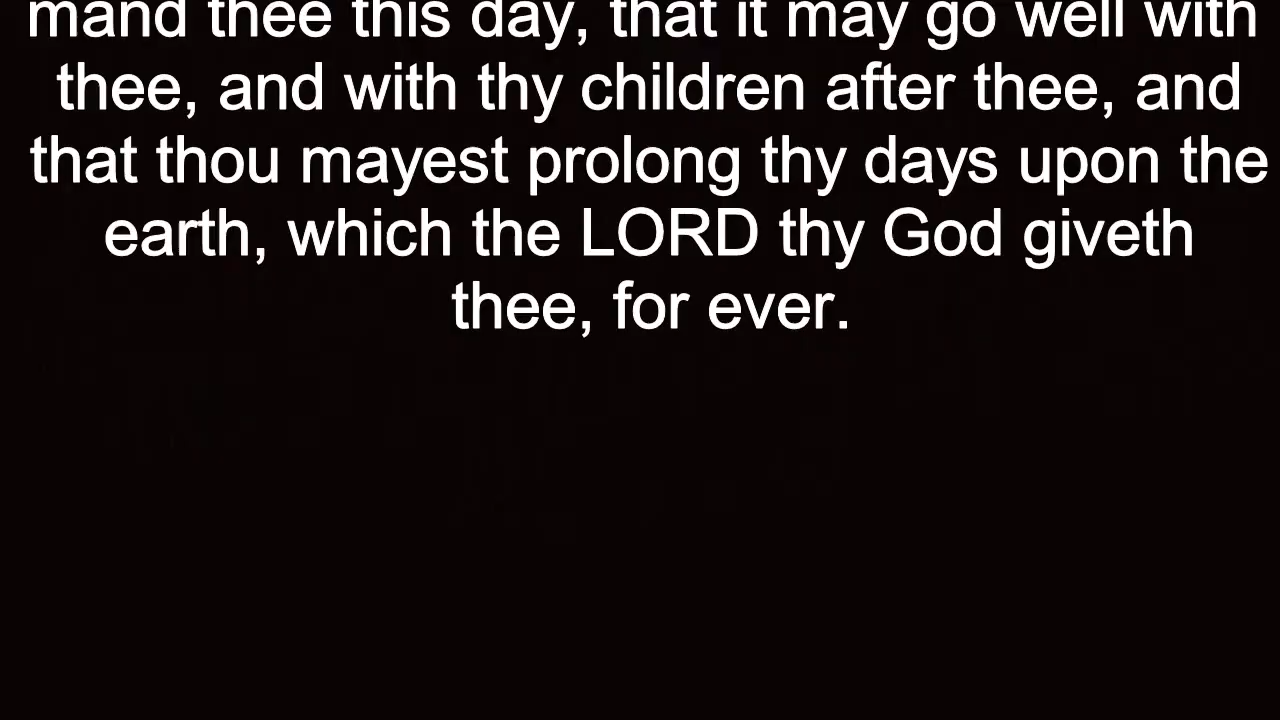 mand thee this day, that it may go well with
thee, and with thy children after thee, and
that thou mayest prolong thy days upon the
earth, which the LORD thy God giveth
thee, for ever.